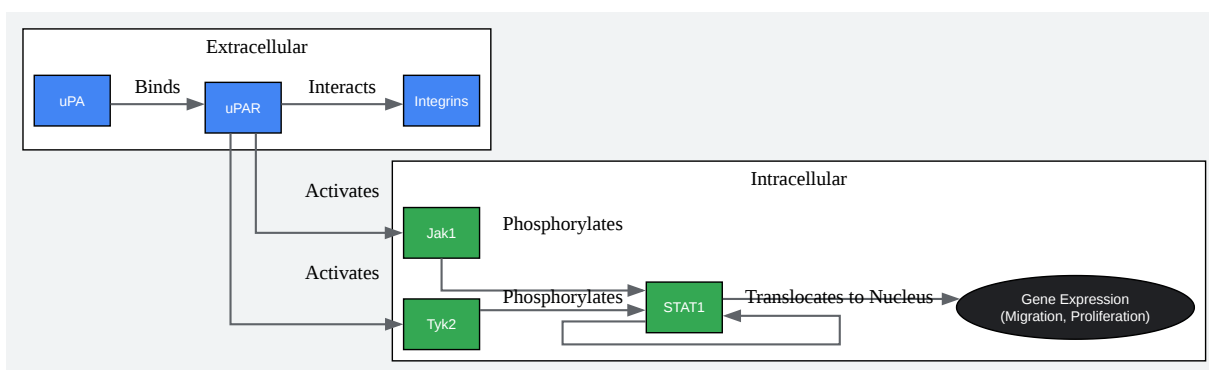 Extracellular
uPA
Binds
uPAR
Interacts
Integrins
Intracellular
Activates
Jak1
Phosphorylates
Activates
Tyk2
Phosphorylates
STAT1
Translocates to Nucleus
Gene Expression
(Migration, Proliferation)